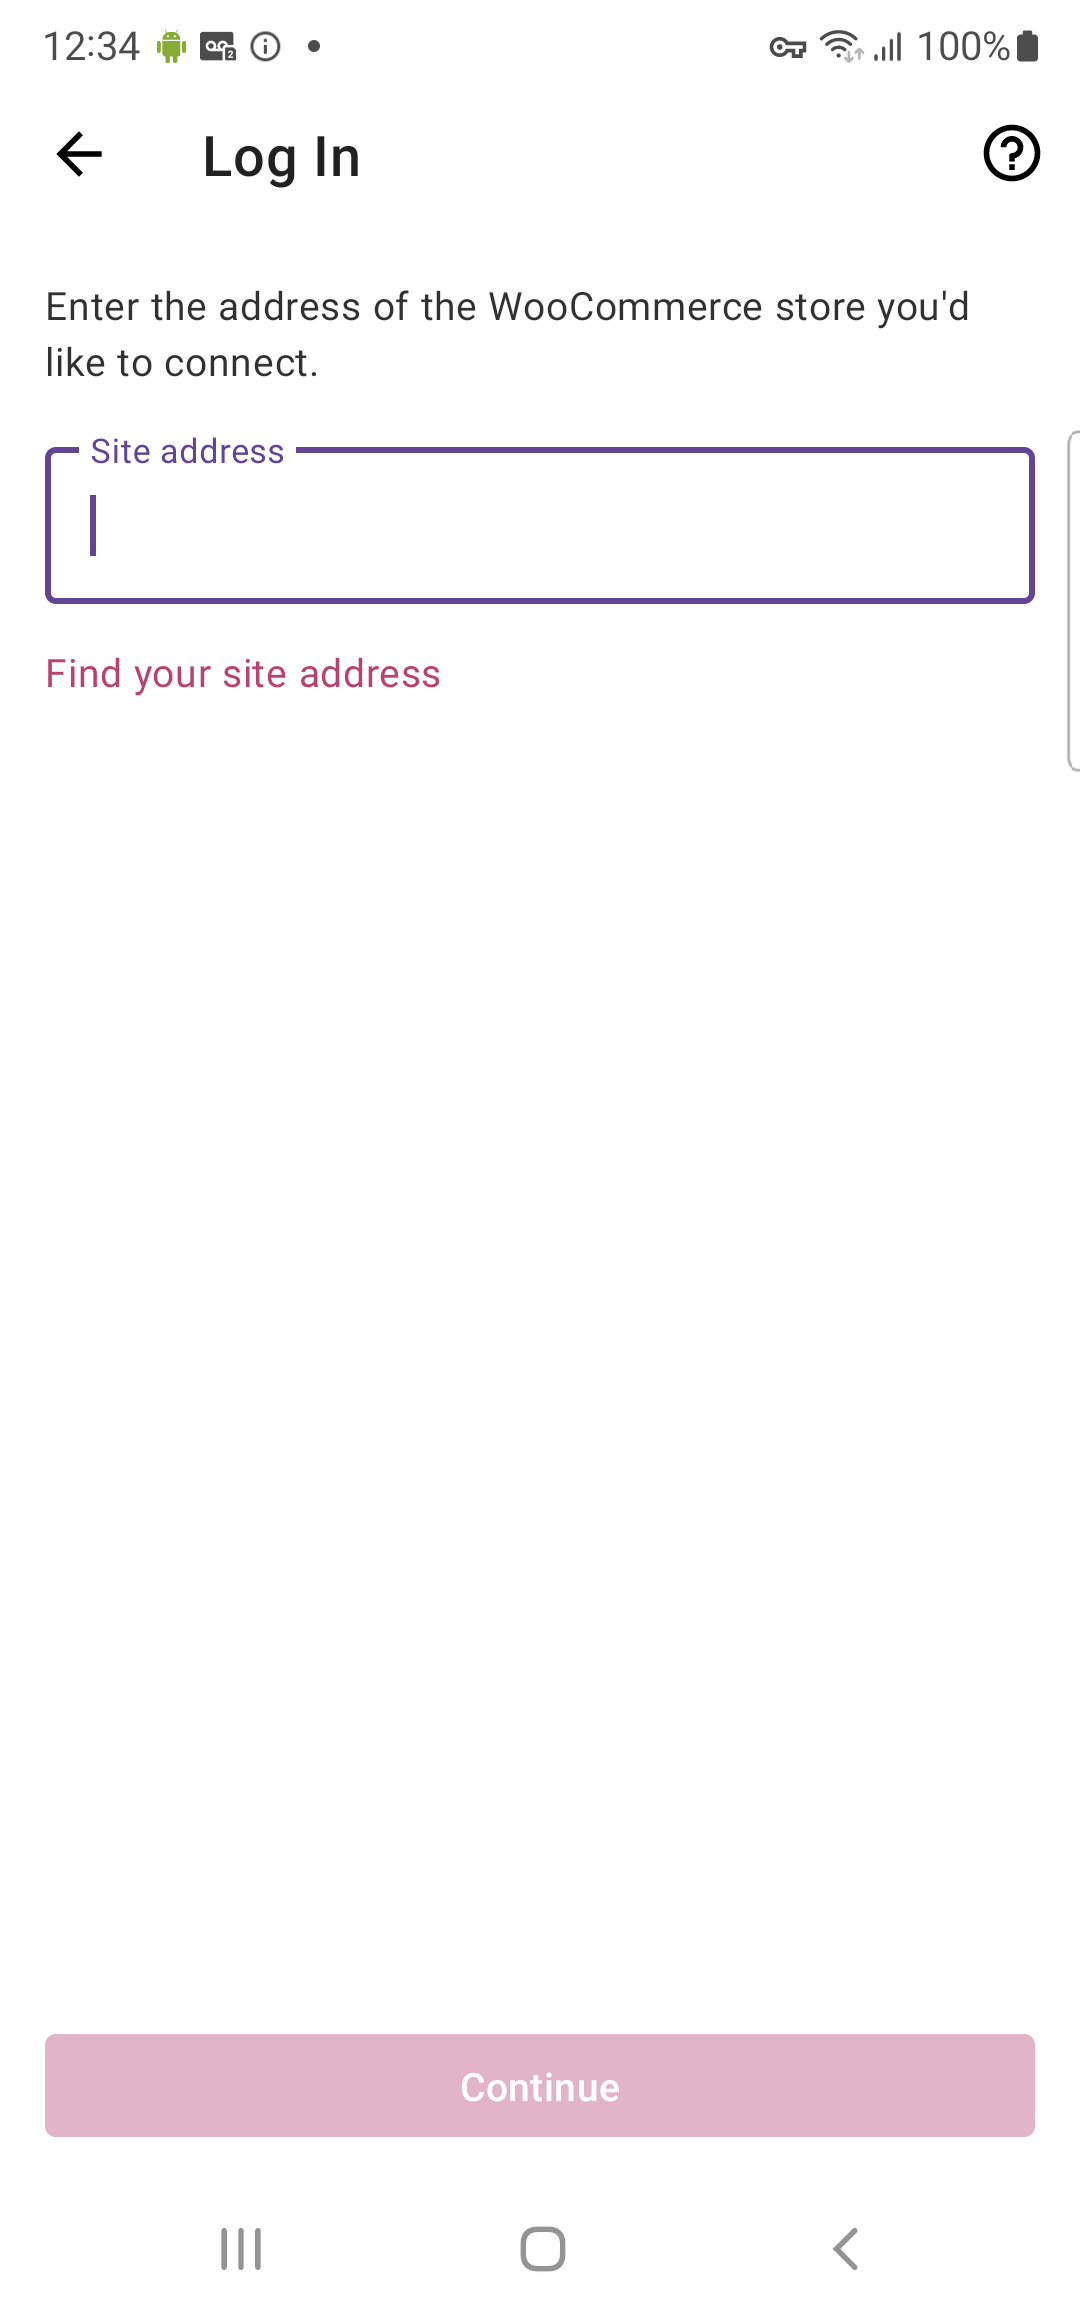 12:34
100%
Log In
Enter the address of the WooCommerce store you'd
like to connect.
Site address
Find your site address
Continue